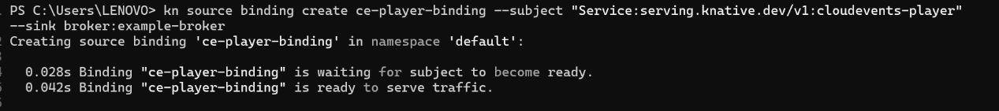 PS C:\Users\LENOVO> kn source binding create ce-player-binding --subject "Service:serving.knative.dev/v1:cloudevents-player"
--sink broker:example-broker
Creating source binding 'ce-player-binding' in namespace 'default':
0.028s Binding "ce-player-binding" is waiting for subject to become ready.
0.042s Binding "ce-player-binding" is ready to serve traffic.